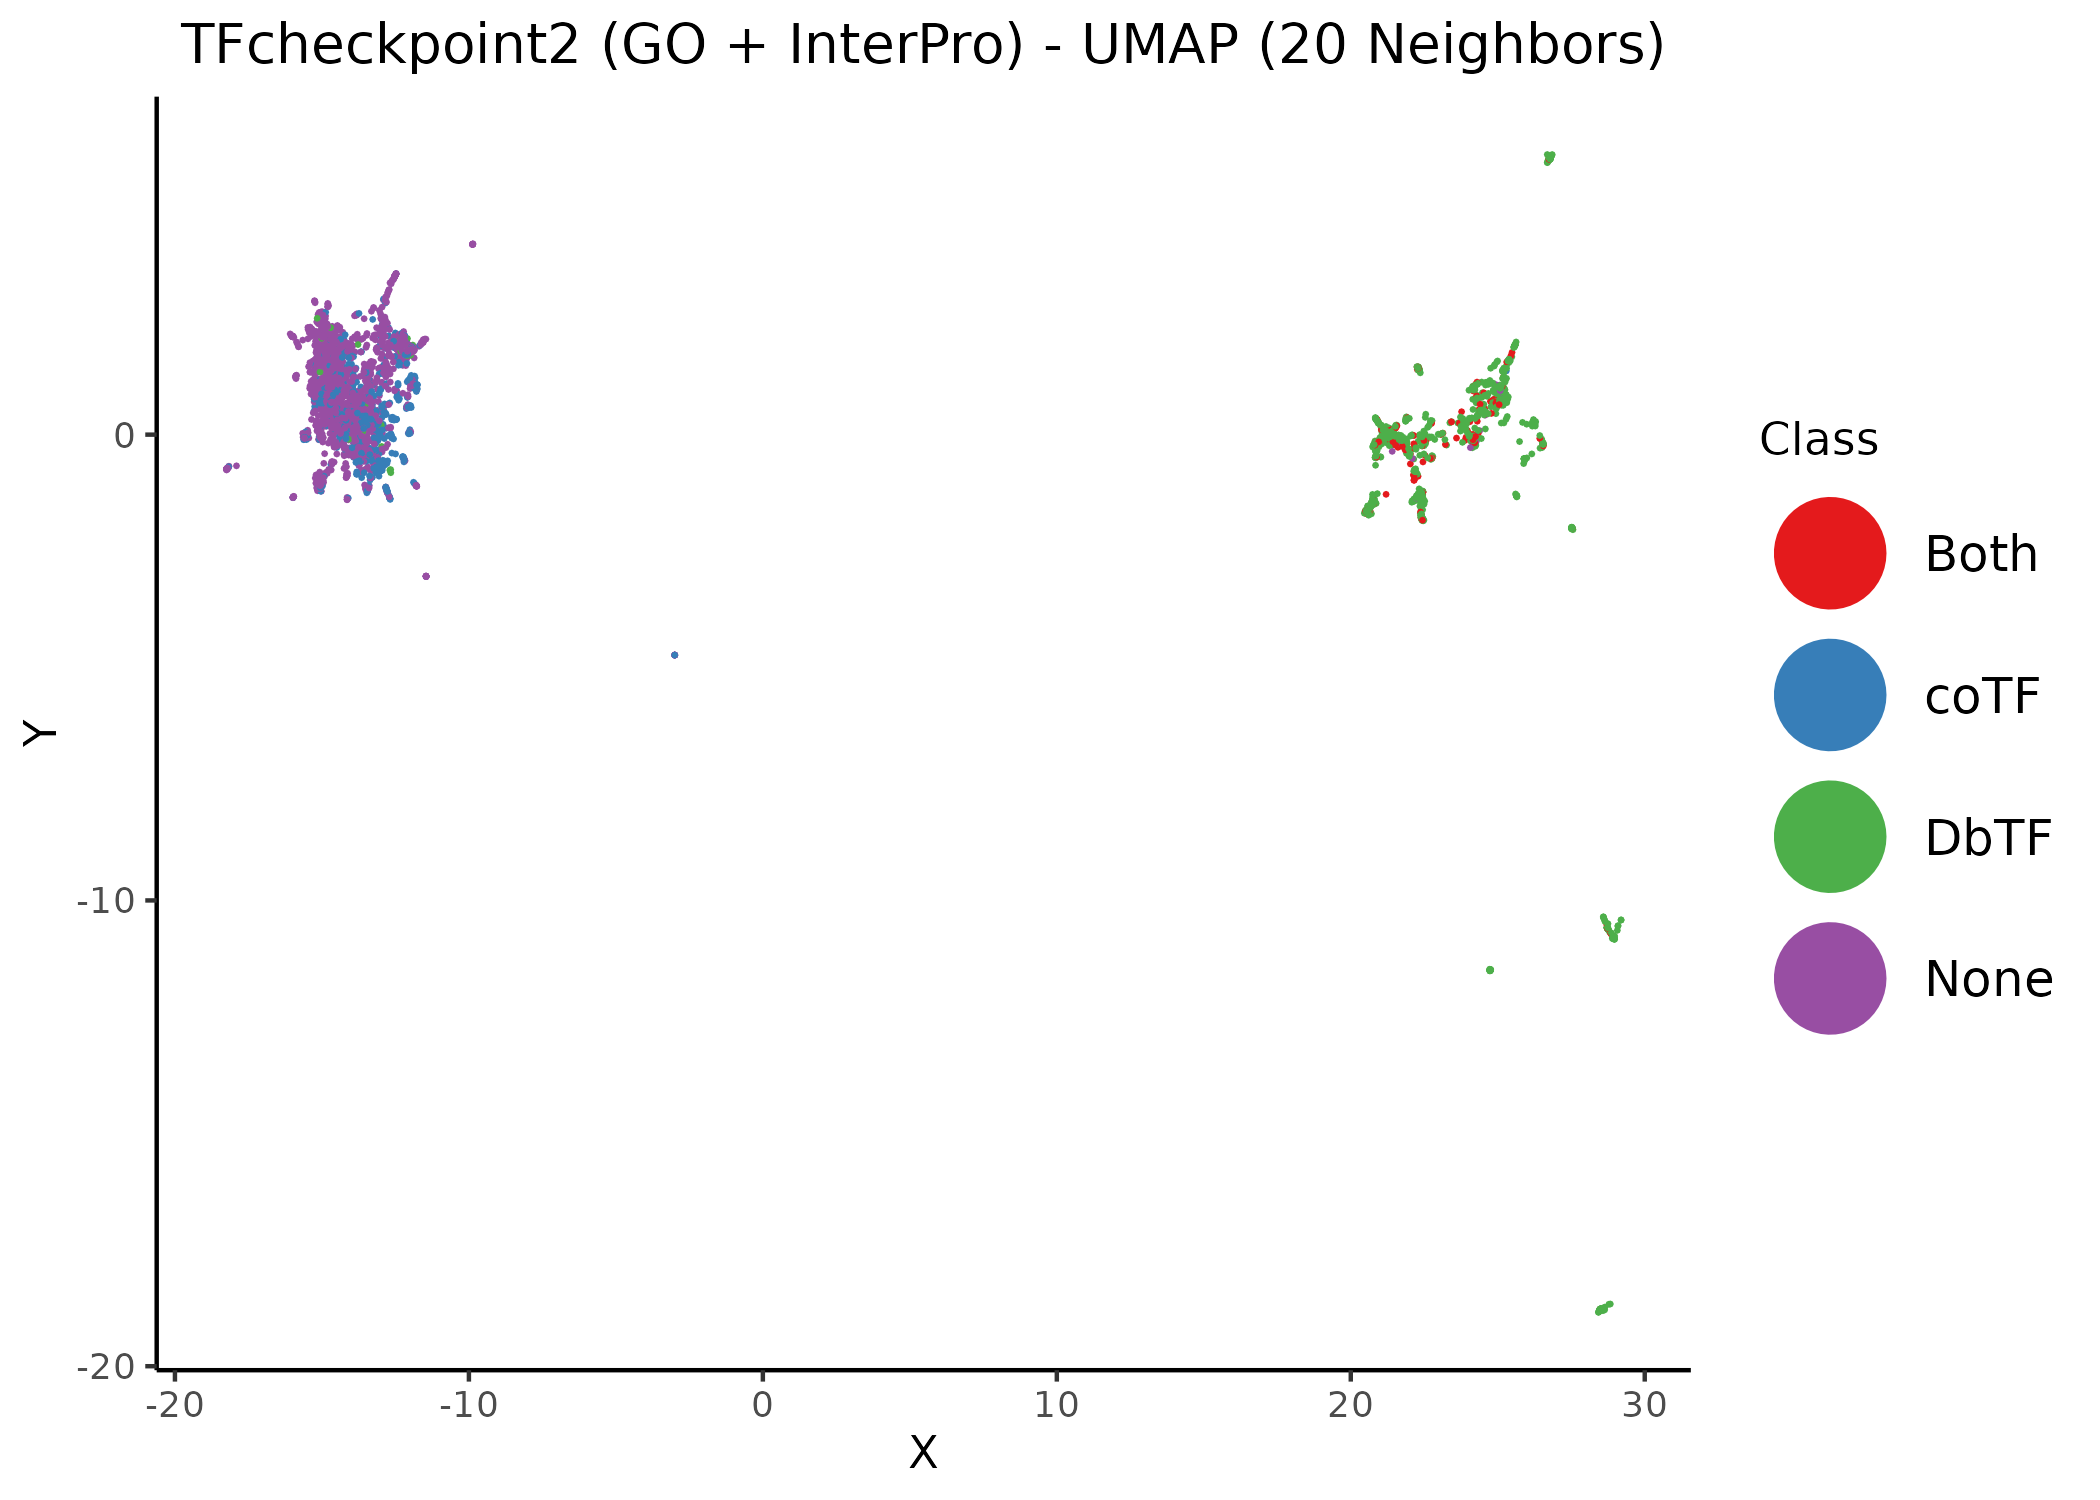 TFcheckpoint2 (GO + InterPro) - UMAP (20 Neighbors)
Y
0
-10
-20
-20 -10 0 10 20 30
X
Class
Both
coTF
DbTF
None